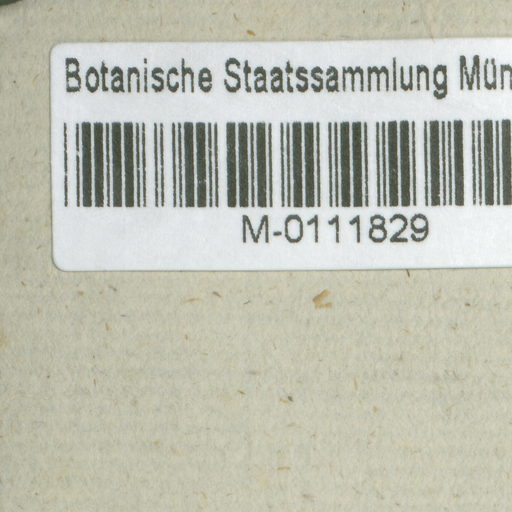 Botanische Staatssammlung Mün
M-0111829